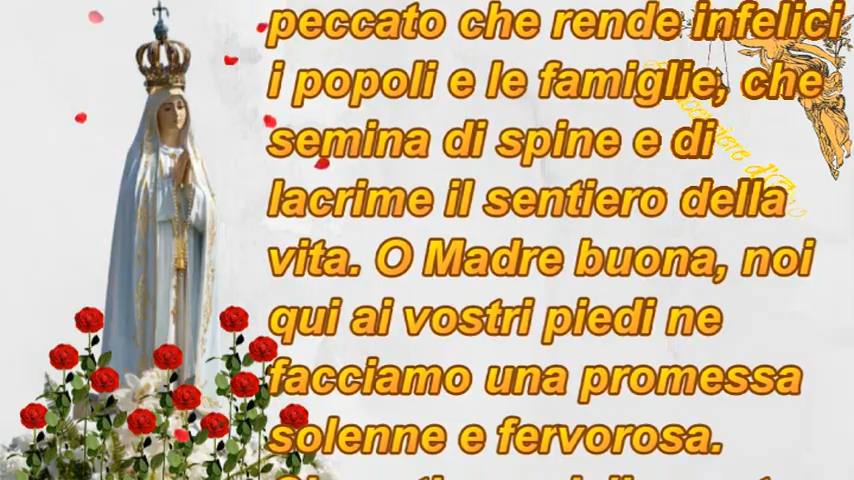 peccato che rende infelici
i popoli e le famiglie, che
semina di spine e di
lacrime il sentiero della
vita. O Madre buona, noi
qui ai vostri piedi ne
facciamo una promessa
solenne e fervorosa.